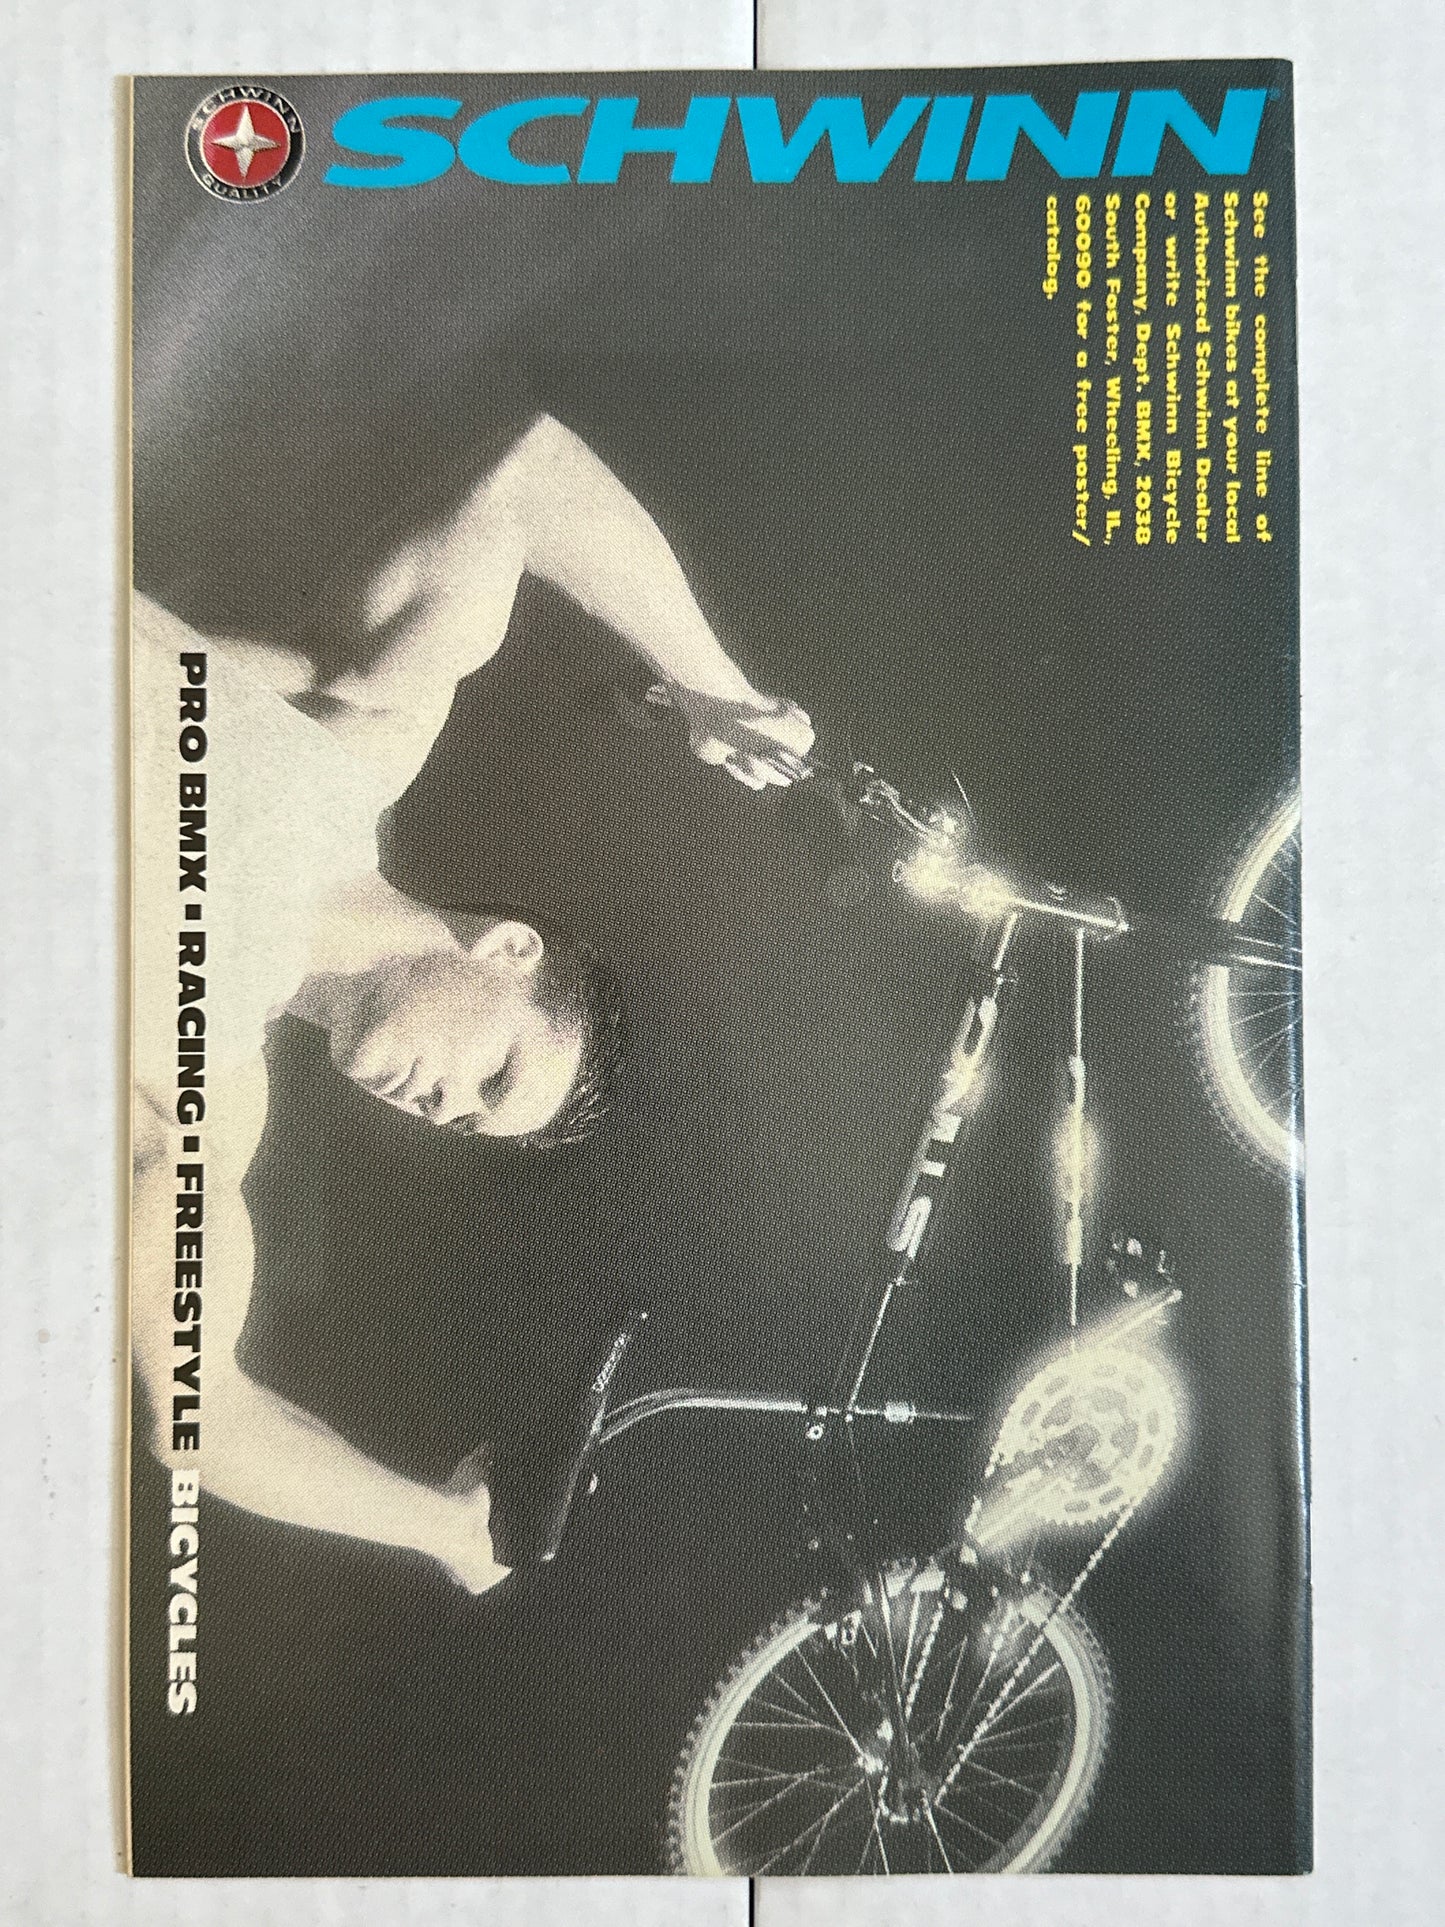 SCHWINN
QUALITY
SCHWINN®
See the complete line of
Schwinn bikes at your local
Authorized Schwinn Dealer
or write Schwinn Bicycle
Company, Dept. BMX, 2038
South Foster, Wheeling, IL.,
60090 for a free poster/
catalog.
PRO BMX ▪ RACING ▪ FREESTYLE BICYCLES